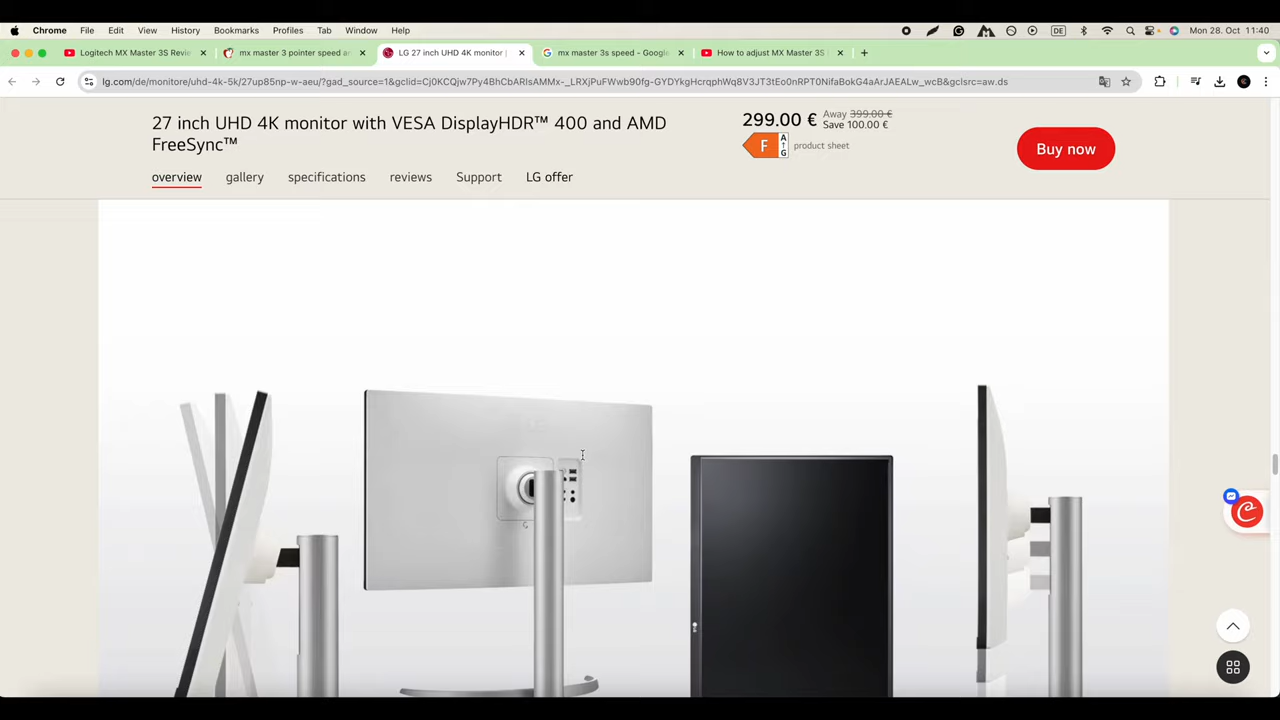 Chrome File Edit View History Bookmarks Profiles Tab Window Help DE Mon 28. Oct 11:40
Logitech MX Master 3S Revie mx master 3 pointer speed ar LG 27 inch UHD 4K monitor | mx master 3s speed - Google How to adjust MX Master 3S
lg.com/de/monitore/uhd-4k-5k/27up85np-w-aeu/?gad_source=1&gclid=Cj0KCQjw7Py4BhCbARIsAMMx-_LRXjPuFWwb90fg-GYDYkgHcrqphWq8V3JT3tEo0nRPT0NifaBokG4aArJAEALw_wcB&gclsrc=aw.ds
27 inch UHD 4K monitor with VESA DisplayHDR™ 400 and AMD
FreeSync™
299.00 € Away 399.00 €
Save 100.00 €
F A G product sheet
Buy now
overview gallery specifications reviews Support LG offer